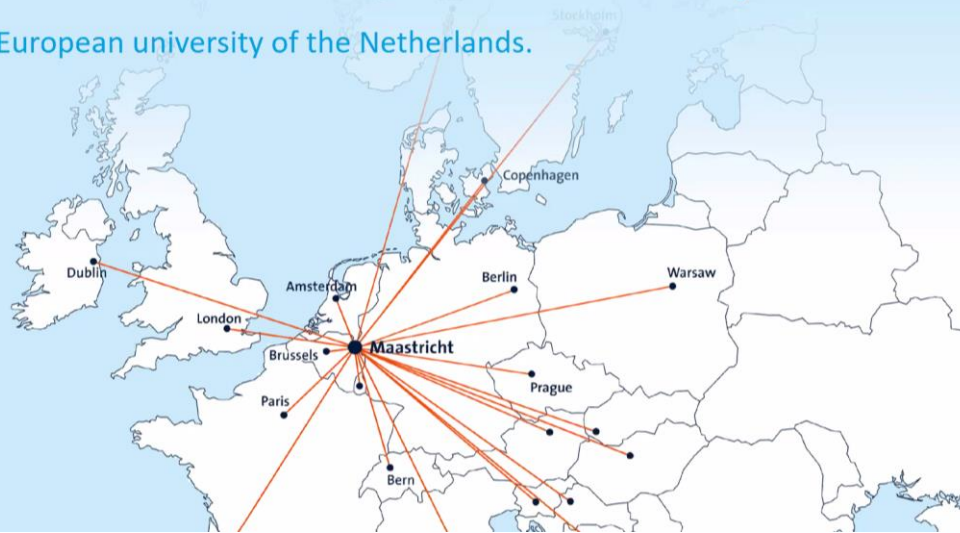 Stockholm
European university of the Netherlands.
Copenhagen
Dublin
Amsterdam
Berlin
Warsaw
London
Brussels
Maastricht
Prague
Paris
Bern